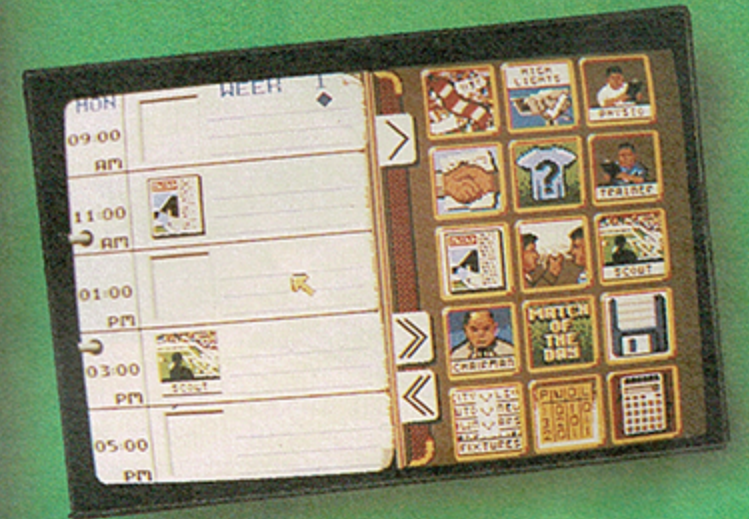 MON
WEEK 1
09:00
AM
11:00
AM
01:00
PM
03:00
PM
05:00
PM
SCOUT
HIGH
LIGHTS
PHYSIO
?
TRAINER
SCOUT
CHAIRMAN
MATCH
OF
THE
DAY
FIXTURES
P W D L